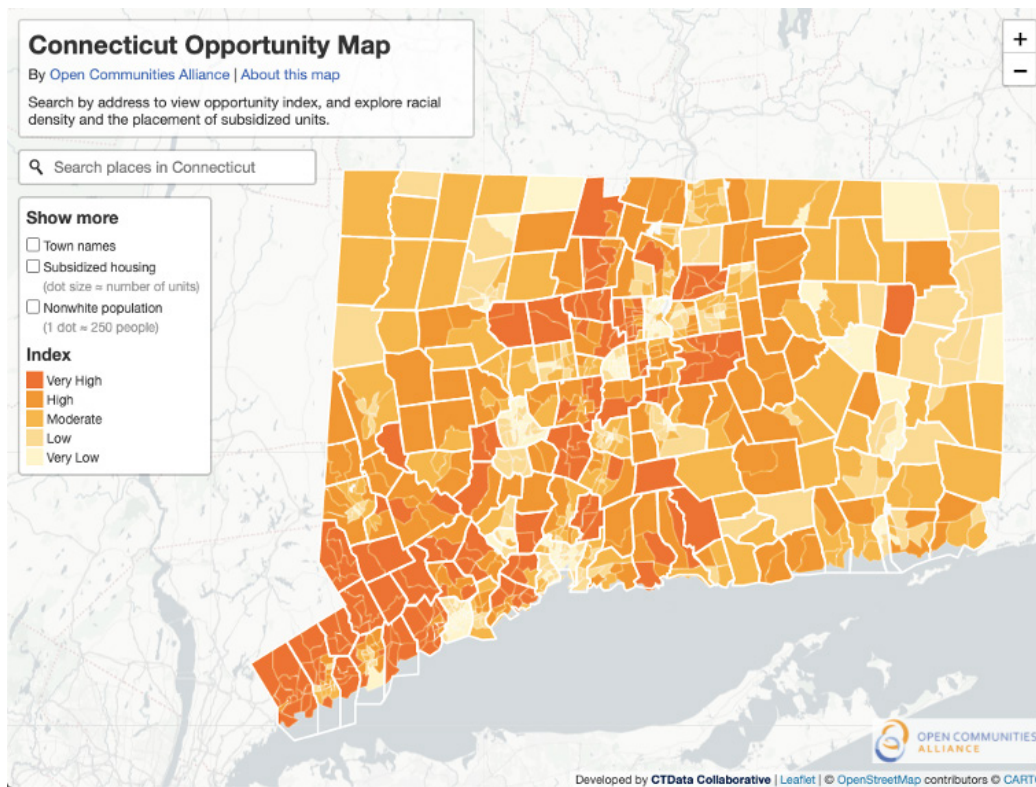 Connecticut Opportunity Map
By Open Communities Alliance | About this map
Search by address to view opportunity index, and explore racial
density and the placement of subsidized units.
+
−
Search places in Connecticut
Show more
Town names
Subsidized housing
(dot size = number of units)
Nonwhite population
(1 dot ≈ 250 people)
Index
Very High
High
Moderate
Low
Very Low
OPEN COMMUNITIES
ALLIANCE
Developed by CTData Collaborative | Leaflet | © OpenStreetMap contributors © CARTO